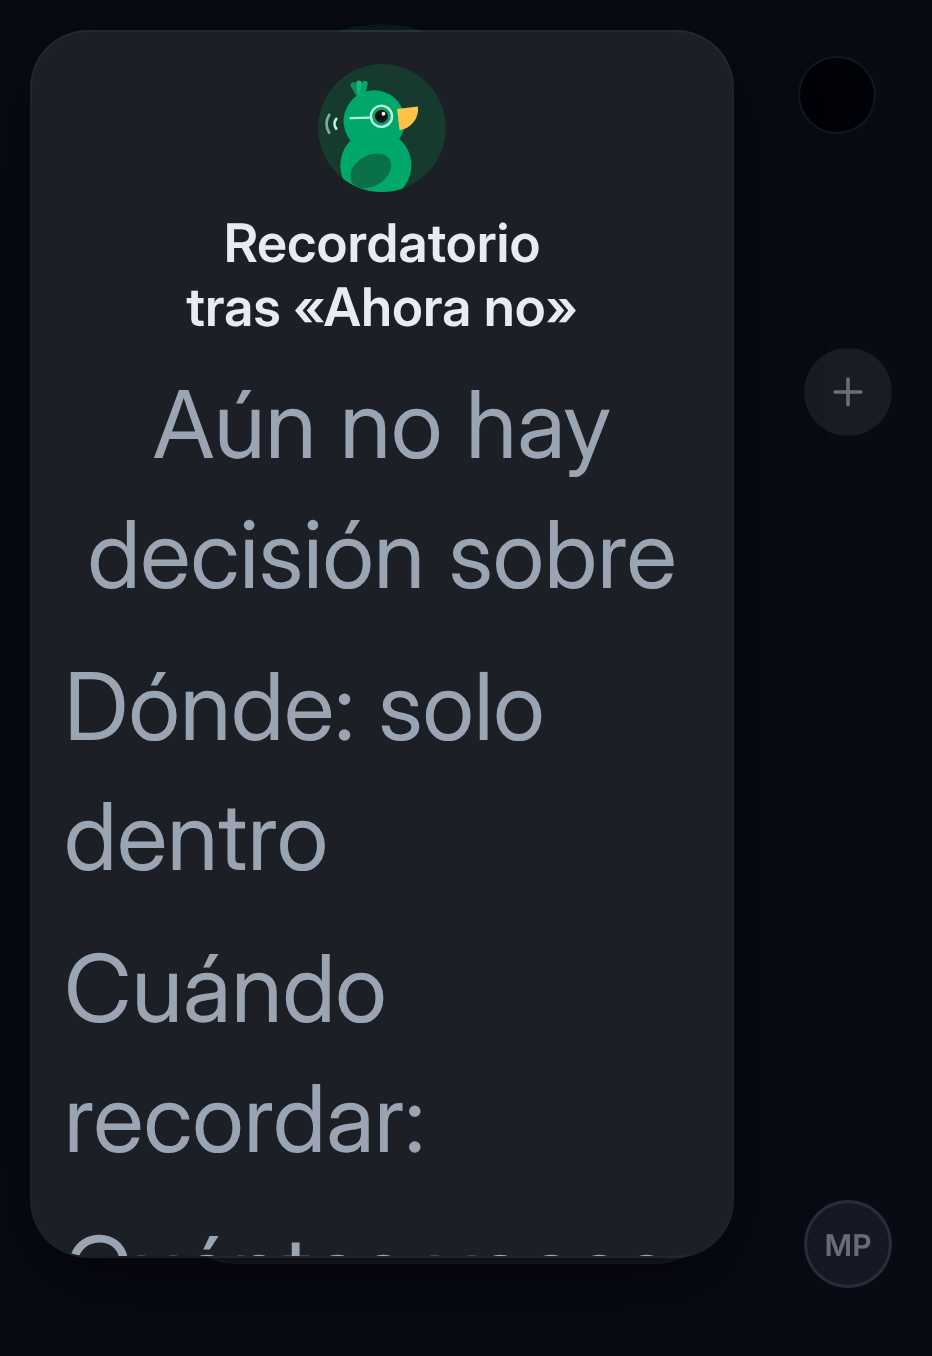 Recordatorio
tras «Ahora no»
Aún no hay
decisión sobre
Dónde: solo
dentro
Cuándo
recordar:
MP